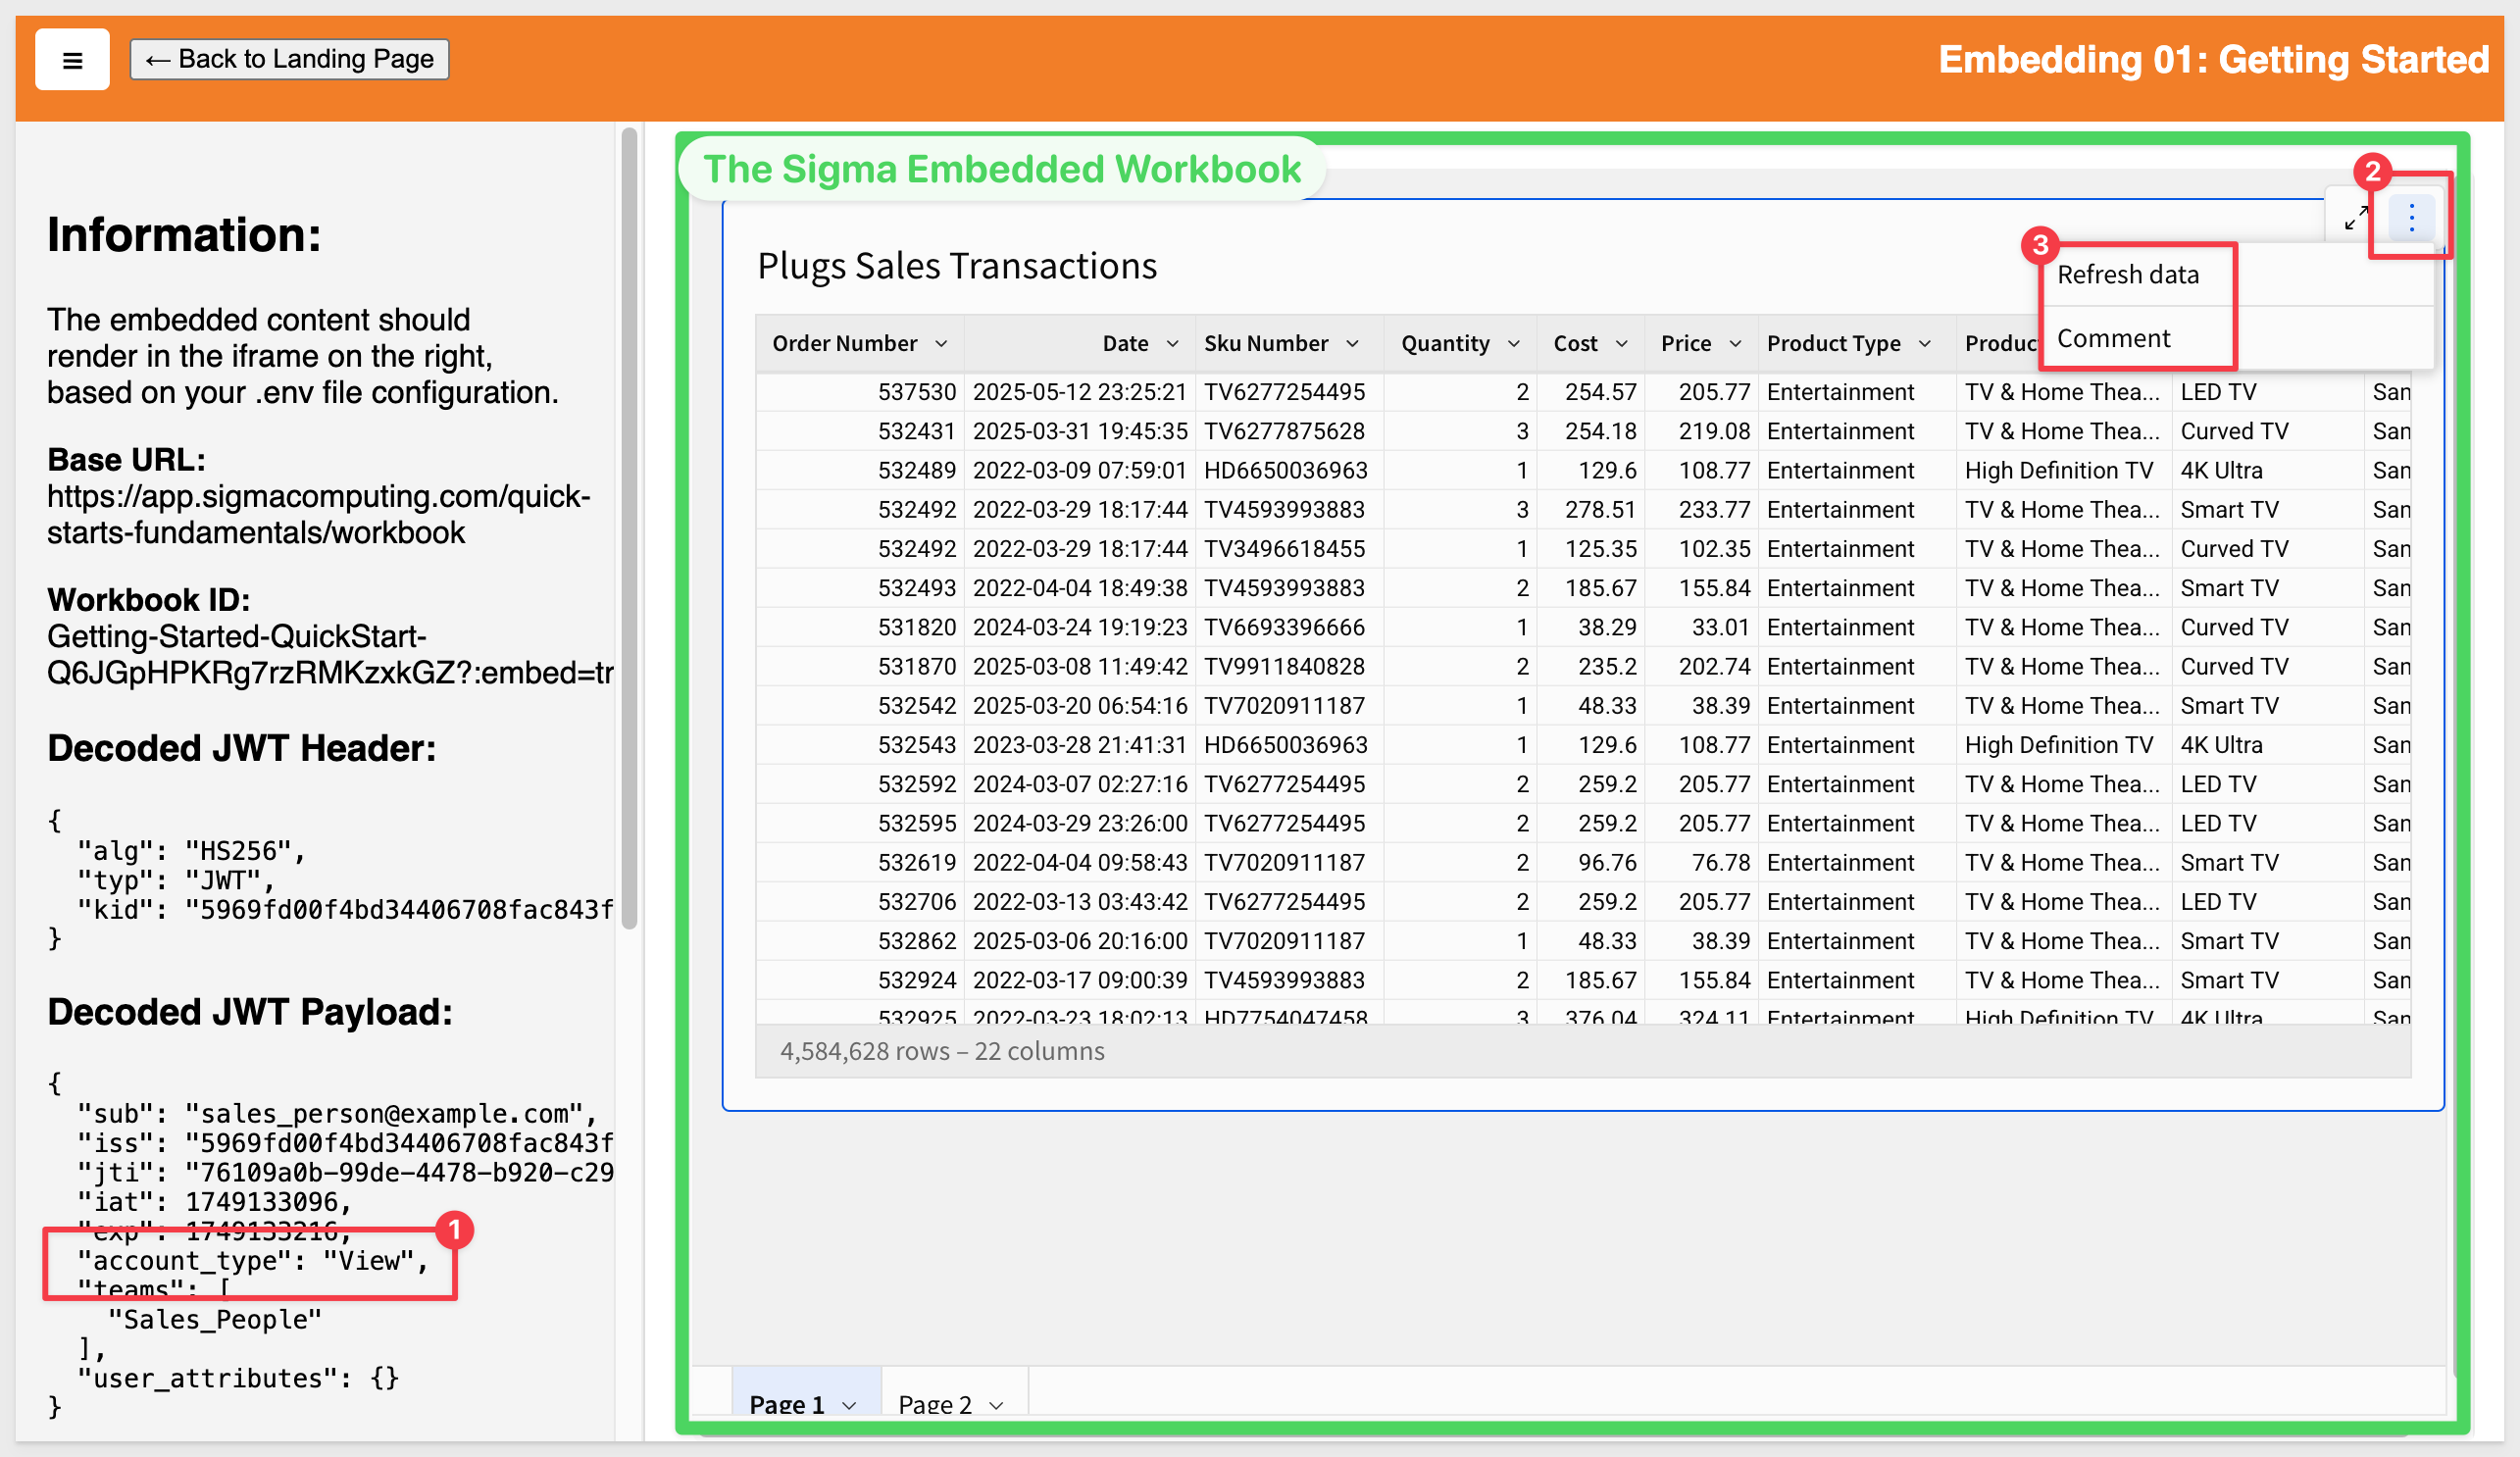 ≡
← Back to Landing Page
Embedding 01: Getting Started
Information:
The embedded content should
render in the iframe on the right,
based on your .env file configuration.
Base URL:
https://app.sigmacomputing.com/quick-
starts-fundamentals/workbook
Workbook ID:
Getting-Started-QuickStart-
Q6JGpHPKRg7rzRMKzxkGZ?:embed=tr
Decoded JWT Header:
{
"alg": "HS256",
"typ": "JWT",
"kid": "5969fd00f4bd34406708fac843f
}
Decoded JWT Payload:
{
"sub": "sales_person@example.com",
"iss": "5969fd00f4bd34406708fac843f
"jti": "76109a0b-99de-4478-b920-c29
"iat": 1749133096,
"exp": 1749133216,
1
"account_type": "View",
"teams": [
"Sales_People"
],
"user_attributes": {}
}
The Sigma Embedded Workbook
2
3
Refresh data
Comment
Plugs Sales Transactions
Order Number Date Sku Number Quantity Cost Price Product Type Produc
537530 2025-05-12 23:25:21 TV6277254495 2 254.57 205.77 Entertainment TV & Home Thea... LED TV San
532431 2025-03-31 19:45:35 TV6277875628 3 254.18 219.08 Entertainment TV & Home Thea... Curved TV San
532489 2022-03-09 07:59:01 HD6650036963 1 129.6 108.77 Entertainment High Definition TV 4K Ultra San
532492 2022-03-29 18:17:44 TV4593993883 3 278.51 233.77 Entertainment TV & Home Thea... Smart TV San
532492 2022-03-29 18:17:44 TV3496618455 1 125.35 102.35 Entertainment TV & Home Thea... Curved TV San
532493 2022-04-04 18:49:38 TV4593993883 2 185.67 155.84 Entertainment TV & Home Thea... Smart TV San
531820 2024-03-24 19:19:23 TV6693396666 1 38.29 33.01 Entertainment TV & Home Thea... Curved TV San
531870 2025-03-08 11:49:42 TV9911840828 2 235.2 202.74 Entertainment TV & Home Thea... Curved TV San
532542 2025-03-20 06:54:16 TV7020911187 1 48.33 38.39 Entertainment TV & Home Thea... Smart TV San
532543 2023-03-28 21:41:31 HD6650036963 1 129.6 108.77 Entertainment High Definition TV 4K Ultra San
532592 2024-03-07 02:27:16 TV6277254495 2 259.2 205.77 Entertainment TV & Home Thea... LED TV San
532595 2024-03-29 23:26:00 TV6277254495 2 259.2 205.77 Entertainment TV & Home Thea... LED TV San
532619 2022-04-04 09:58:43 TV7020911187 2 96.76 76.78 Entertainment TV & Home Thea... Smart TV San
532706 2022-03-13 03:43:42 TV6277254495 2 259.2 205.77 Entertainment TV & Home Thea... LED TV San
532862 2025-03-06 20:16:00 TV7020911187 1 48.33 38.39 Entertainment TV & Home Thea... Smart TV San
532924 2022-03-17 09:00:39 TV4593993883 2 185.67 155.84 Entertainment TV & Home Thea... Smart TV San
532925 2022-03-23 18:02:13 HD7754047458 3 376.04 324.11 Entertainment High Definition TV 4K Ultra San
4,584,628 rows – 22 columns
Page 1 Page 2